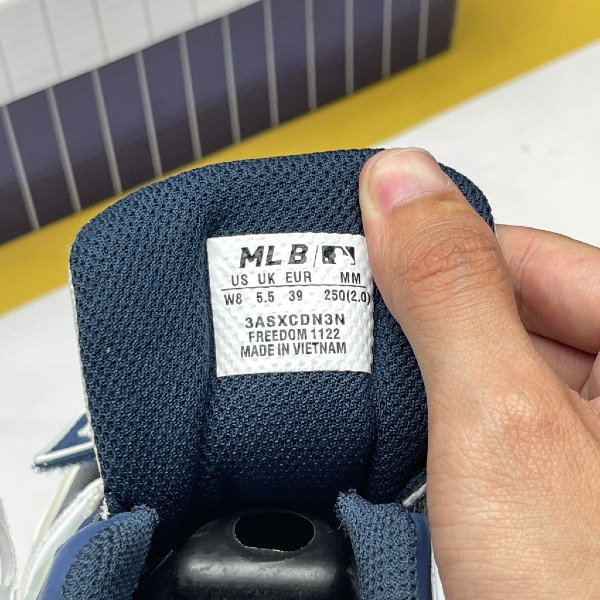 MLB
US UK EUR MM
W8 5.5 39 250(2.0)
3ASXCDN3N
FREEDOM 1122
MADE IN VIETNAM